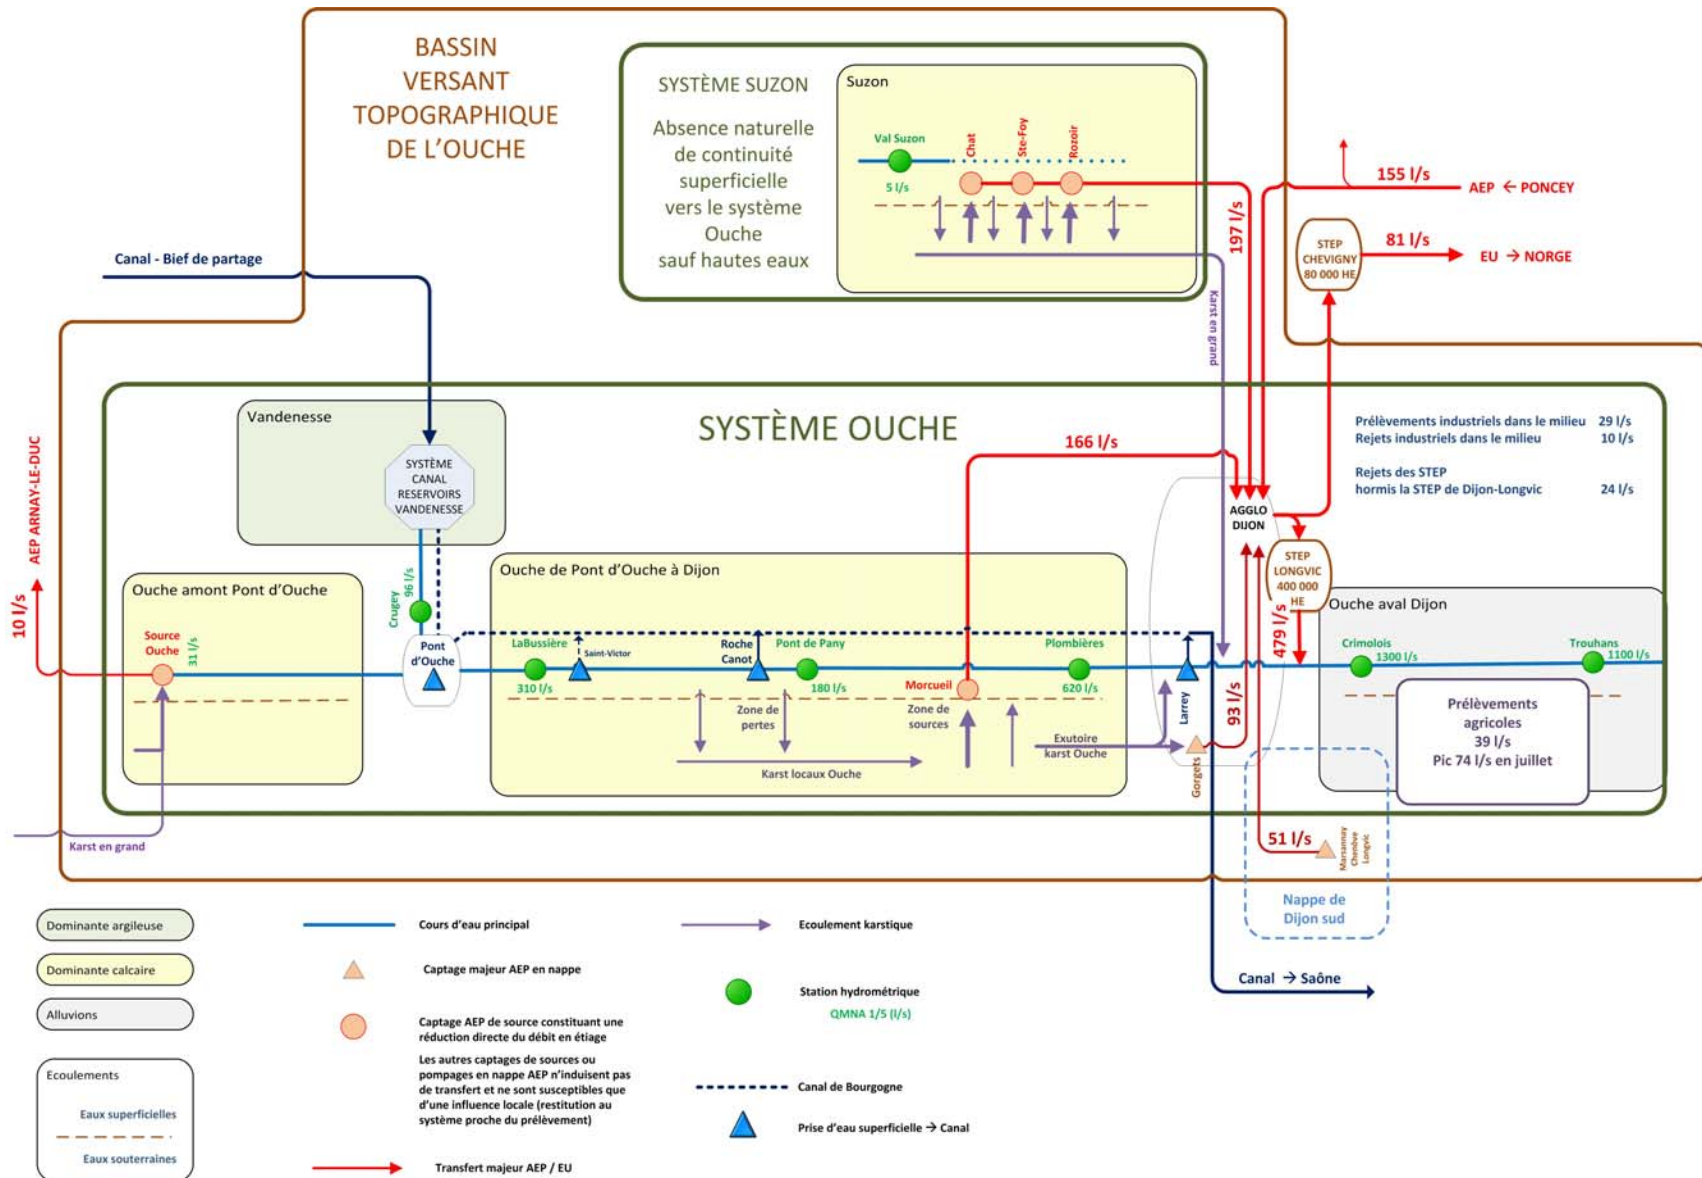 BASSIN
VERSANT
TOPOGRAPHIQUE
DE L'OUCHE
SYSTÈME SUZON
Absence naturelle
de continuité
superficielle
vers le système
Ouche
sauf hautes eaux
Suzon
Val Suzon
5 l/s
Chat
Ste-Foy
Rozoir
197 l/s
155 l/s
AEP ← PONCEY
STEP
CHEVIGNY
80 000 HE
81 l/s
EU → NORGE
Canal - Bief de partage
Karst en grand
Vandenesse
SYSTÈME
CANAL
RESERVOIRS
VANDENESSE
SYSTÈME OUCHE
166 l/s
Prélèvements industriels dans le milieu 29 l/s
Rejets industriels dans le milieu 10 l/s
Rejets des STEP
hormis la STEP de Dijon-Longvic 24 l/s
AGGLO
DIJON
STEP
LONGVIC
400 000
HE
479 l/s
AEP ARNAY-LE-DUC
10 l/s
Ouche amont Pont d'Ouche
Source
Ouche
31 l/s
Crugey
96 l/s
Pont
d'Ouche
Ouche de Pont d'Ouche à Dijon
LaBussière
310 l/s
Saint-Victor
Roche
Canot
Pont de Pany
180 l/s
Morcueil
Plombières
620 l/s
Zone de
pertes
Zone de
sources
Karst locaux Ouche
Exutoire
karst Ouche
Larrey
Gorgets
93 l/s
Ouche aval Dijon
Crimolois
1300 l/s
Trouhans
1100 l/s
Prélèvements
agricoles
39 l/s
Pic 74 l/s en juillet
51 l/s
Marsannay
Chenôve
Longvic
Nappe de
Dijon sud
Karst en grand
Canal → Saône
Dominante argileuse
Dominante calcaire
Alluvions
Ecoulements
Eaux superficielles
Eaux souterraines
Cours d'eau principal
Captage majeur AEP en nappe
Captage AEP de source constituant une
réduction directe du débit en étiage
Les autres captages de sources ou
pompages en nappe AEP n'induisent pas
de transfert et ne sont susceptibles que
d'une influence locale (restitution au
système proche du prélèvement)
Transfert majeur AEP / EU
Ecoulement karstique
Station hydrométrique
QMNA 1/5 (l/s)
Canal de Bourgogne
Prise d'eau superficielle → Canal